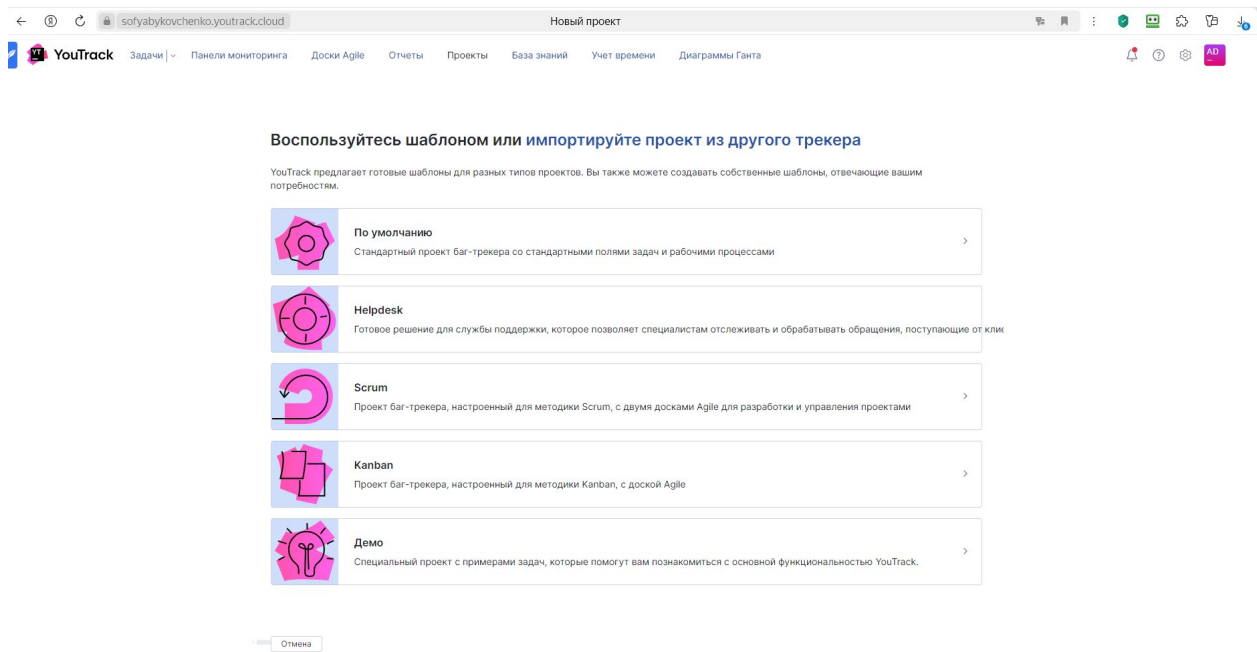 sofyabykovchenko.youtrack.cloud Новый проект
YouTrack Задачи Панели мониторинга Доски Agile Отчеты Проекты База знаний Учет времени Диаграммы Ганта AD
Воспользуйтесь шаблоном или импортируйте проект из другого трекера
YouTrack предлагает готовые шаблоны для разных типов проектов. Вы также можете создавать собственные шаблоны, отвечающие вашим
потребностям.
По умолчанию
Стандартный проект баг-трекера со стандартными полями задач и рабочими процессами
Helpdesk
Готовое решение для службы поддержки, которое позволяет специалистам отслеживать и обрабатывать обращения, поступающие от клие
Scrum
Проект баг-трекера, настроенный для методики Scrum, с двумя досками Agile для разработки и управления проектами
Kanban
Проект баг-трекера, настроенный для методики Kanban, с доской Agile
Демо
Специальный проект с примерами задач, которые помогут вам познакомиться с основной функциональностью YouTrack.
Отмена